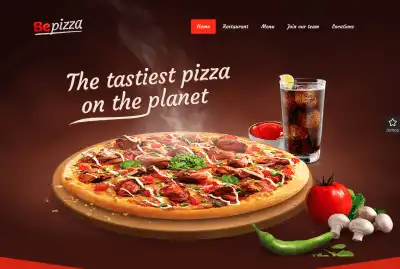 Bepizza
Home Restaurant Menu Join our team Locations
The tastiest pizza
on the planet